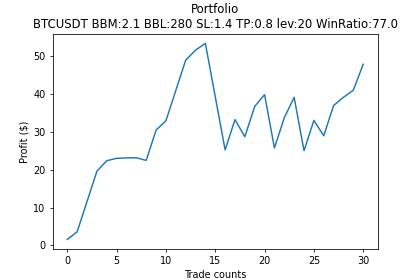 Portfolio
BTCUSDT BBM:2.1 BBL:280 SL:1.4 TP:0.8 lev:20 WinRatio:77.0
50
40
30
20
10
0
Profit ($)
0 5 10 15 20 25 30
Trade counts